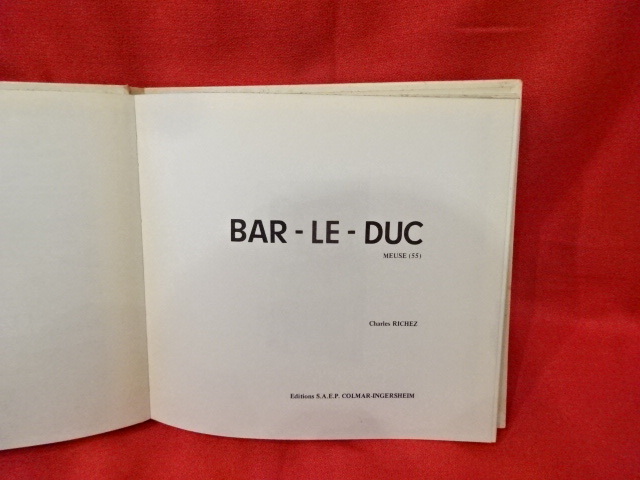 BAR - LE - DUC
MEUSE (55)
Charles RICHEZ
Editions S.A.E.P. COLMAR-INGERSHEIM